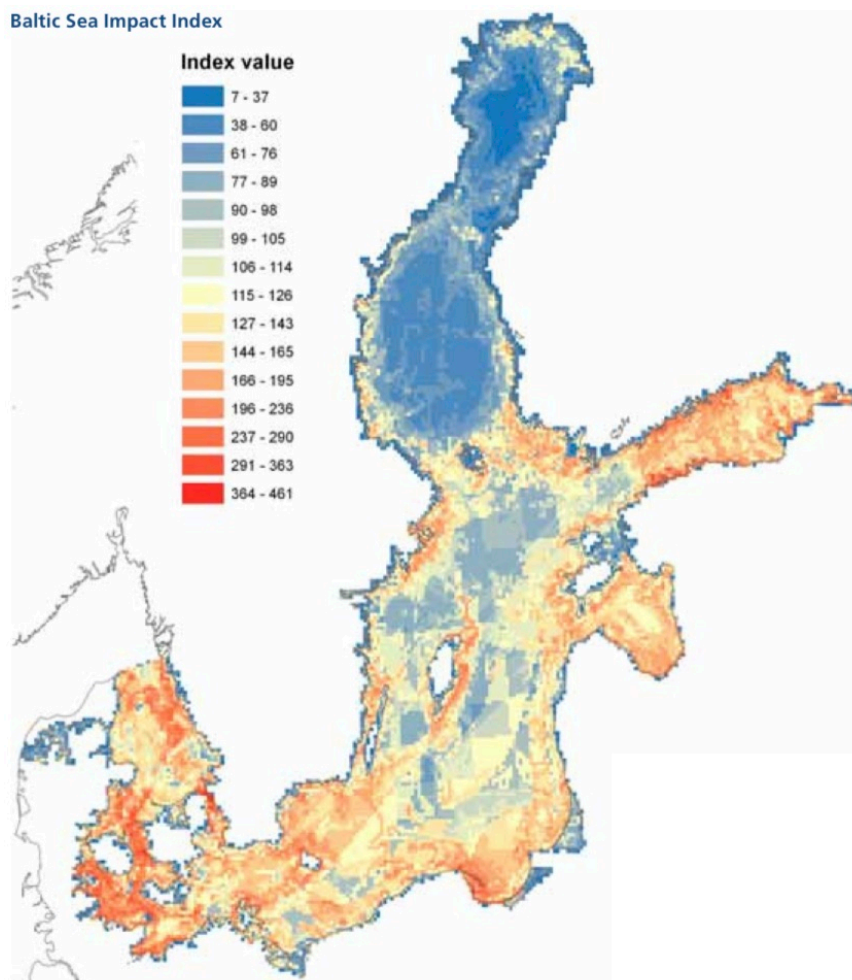 Baltic Sea Impact Index
Index value
7 - 37
38 - 60
61 - 76
77 - 89
90 - 98
99 - 105
106 - 114
115 - 126
127 - 143
144 - 165
166 - 195
196 - 236
237 - 290
291 - 363
364 - 461